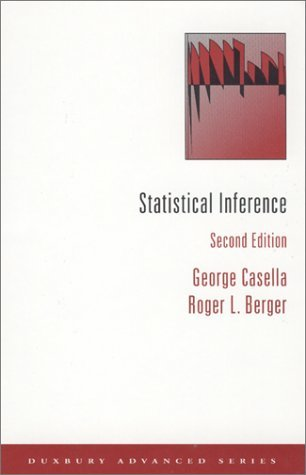 Statistical Inference
Second Edition
George Casella
Roger L. Berger
DUXBURY ADVANCED SERIES